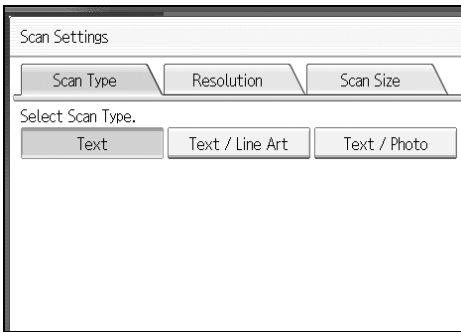 Scan Settings
Scan Type Resolution Scan Size
Select Scan Type.
Text Text / Line Art Text / Photo